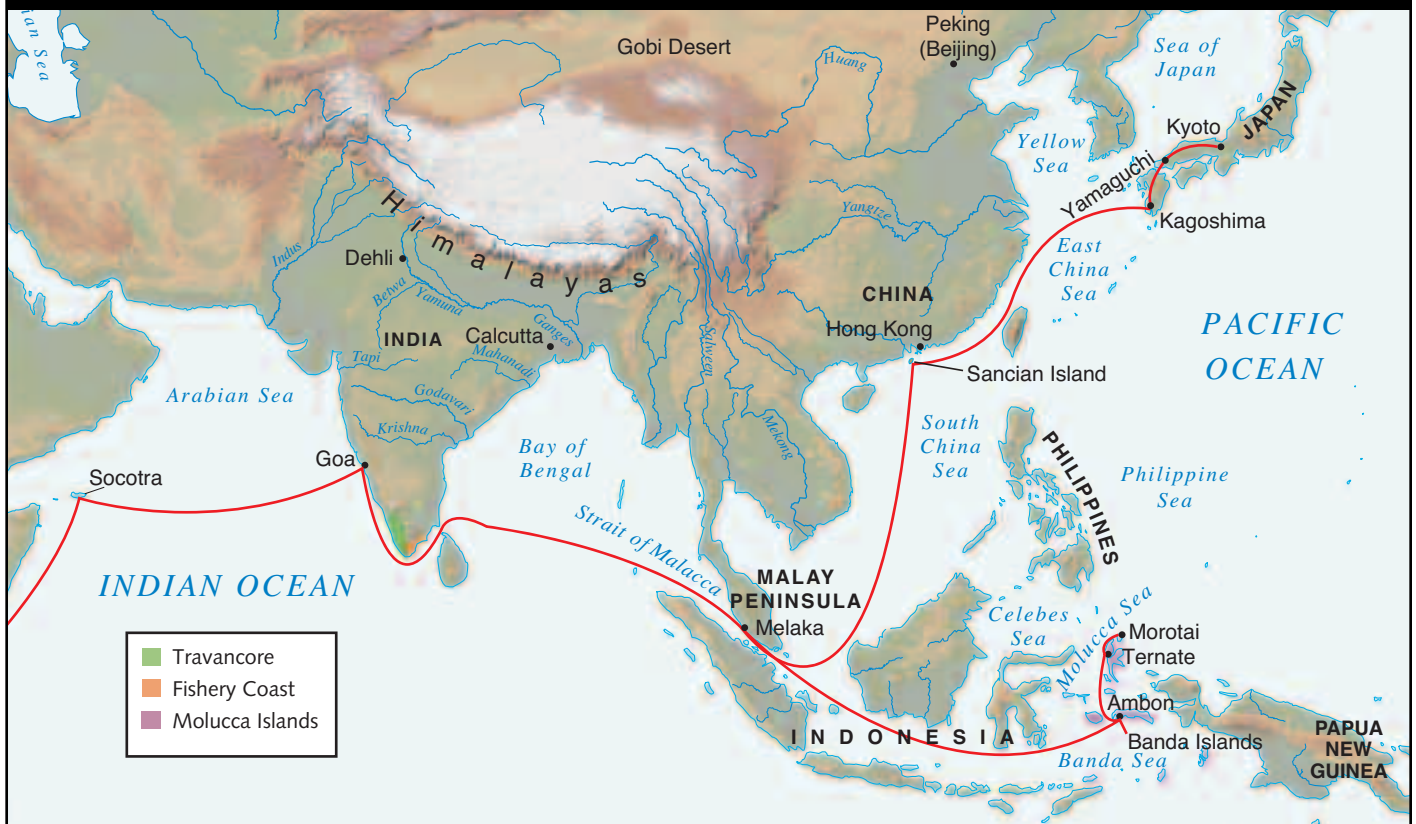 Peking
(Beijing)
Gobi Desert
Sea of
Japan
ian Sea
Huang
JAPAN
Kyoto
Yellow
Sea
Yamaguchi
Kagoshima
Yangtze
Himalayas
Indus
Dehli
East
China
Sea
Betwa
Yamuna
CHINA
Ganges
INDIA
Calcutta
Hong Kong
PACIFIC
OCEAN
Salween
Tapi
Mahanadi
Sancian Island
Arabian Sea
Godavari
Krishna
Mekong
South
China
Sea
Bay of
Bengal
Goa
PHILIPPINES
Philippine
Sea
Socotra
Strait of Malacca
INDIAN OCEAN
MALAY
PENINSULA
Celebes
Sea
Melaka
Molucca Sea
Morotai
Ternate
Travancore
Fishery Coast
Molucca Islands
Ambon
INDONESIA
Banda Islands
Banda Sea
PAPUA
NEW
GUINEA